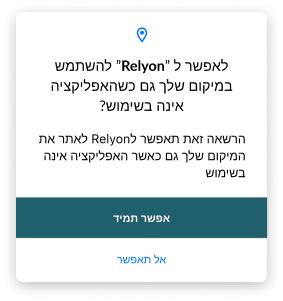 לאפשר ל "Relyon" להשתמש
במיקום שלך גם כשהאפליקציה
אינה בשימוש?
הרשאה זאת תאפשר לRelyon לאתר את
המיקום שלך גם כאשר האפליקציה אינה
בשימוש
אפשר תמיד
אל תאפשר